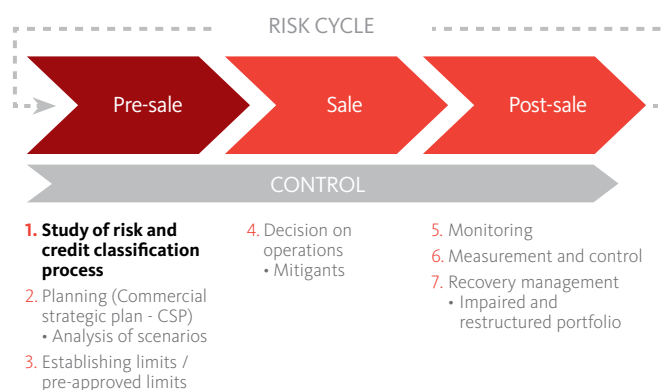 RISK CYCLE
Pre-sale
Sale
Post-sale
CONTROL
1. Study of risk and
credit classification
process
2. Planning (Commercial
strategic plan - CSP)
• Analysis of scenarios
3. Establishing limits /
pre-approved limits
4. Decision on
operations
• Mitigants
5. Monitoring
6. Measurement and control
7. Recovery management
• Impaired and
restructured portfolio